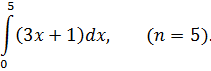 ∫₀⁵ (3x + 1)dx, (n = 5).